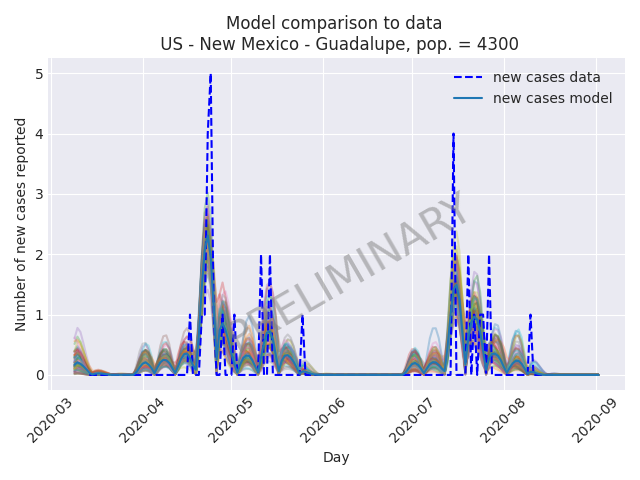 Model comparison to data
US - New Mexico - Guadalupe, pop. = 4300
new cases data
new cases model
PRELIMINARY
Number of new cases reported
5
4
3
2
1
0
2020-03
2020-04
2020-05
2020-06
2020-07
2020-08
2020-09
Day